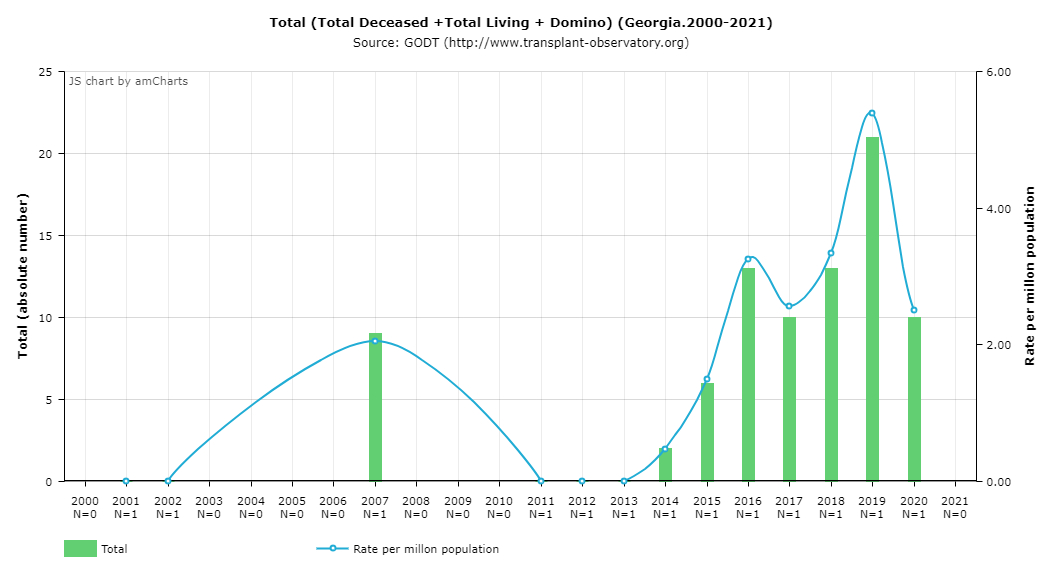 Total (Total Deceased +Total Living + Domino) (Georgia.2000-2021)
Source: GODT (http://www.transplant-observatory.org)
JS chart by amCharts
25
20
15
10
5
0
Total (absolute number)
6.00
4.00
2.00
0.00
Rate per millon population
2000 2001 2002 2003 2004 2005 2006 2007 2008 2009 2010 2011 2012 2013 2014 2015 2016 2017 2018 2019 2020 2021
N=0 N=1 N=1 N=0 N=0 N=0 N=0 N=1 N=0 N=0 N=0 N=1 N=1 N=1 N=1 N=1 N=1 N=1 N=1 N=1 N=1 N=0
Total Rate per millon population